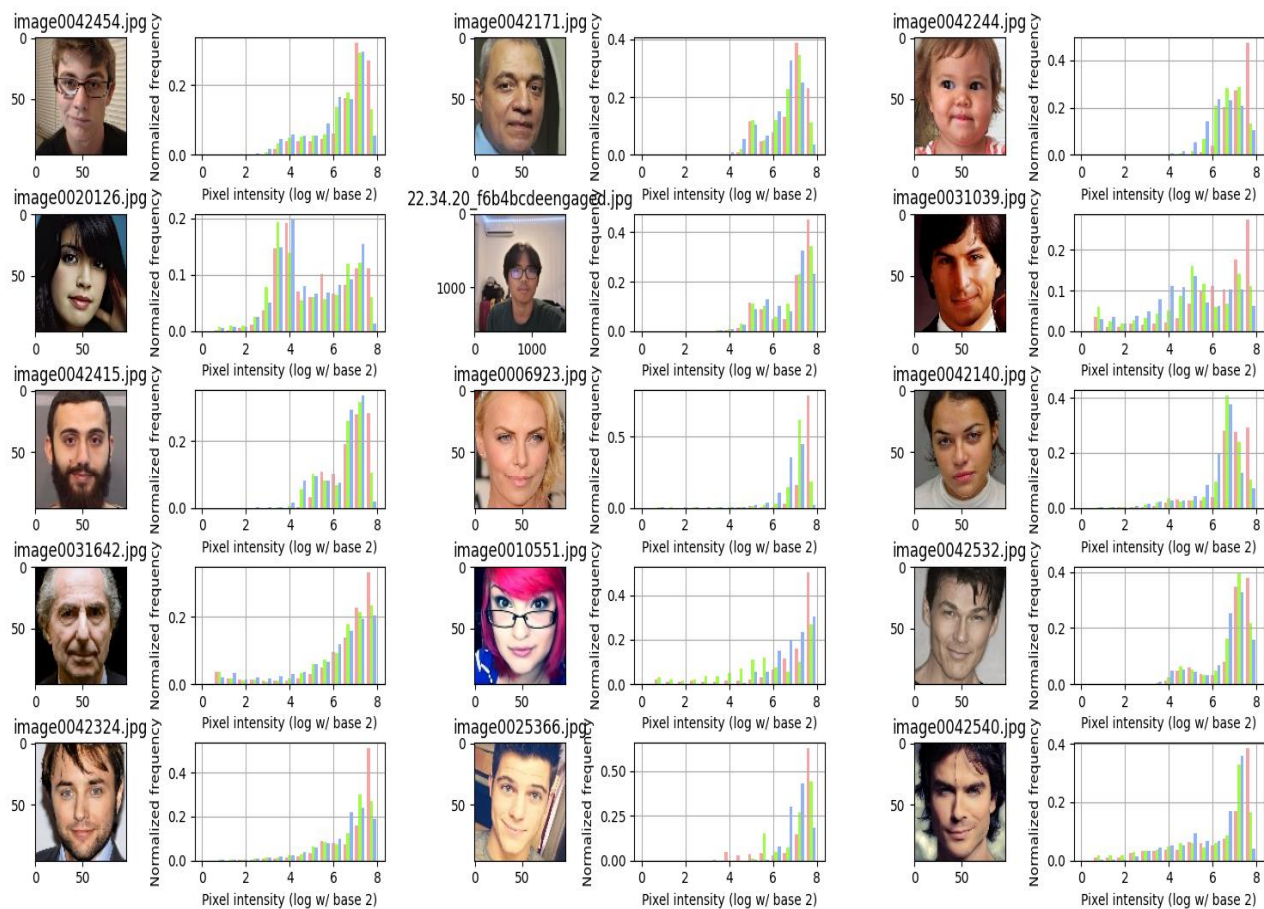 image0042454.jpg
0
50
0 50
Normalized frequency
0.2
0.0
0 2 4 6 8
Pixel intensity (log w/ base 2)
image0042171.jpg
0
50
0 50
Normalized frequency
0.4
0.2
0.0
0 2 4 6 8
Pixel intensity (log w/ base 2)
image0042244.jpg
0
50
0 50
Normalized frequency
0.4
0.2
0.0
0 2 4 6 8
Pixel intensity (log w/ base 2)
image0020126.jpg
0
50
0 50
Normalized frequency
0.2
0.1
0.0
0 2 4 6 8
Pixel intensity (log w/ base 2)
22.34.20_f6b4bcdeengaged.jpg
0
1000
0 1000
Normalized frequency
0.4
0.2
0.0
0 2 4 6 8
Pixel intensity (log w/ base 2)
image0031039.jpg
0
50
0 50
Normalized frequency
0.2
0.1
0.0
0 2 4 6 8
Pixel intensity (log w/ base 2)
image0042415.jpg
0
50
0 50
Normalized frequency
0.2
0.0
0 2 4 6 8
Pixel intensity (log w/ base 2)
image0006923.jpg
0
50
0 50
Normalized frequency
0.5
0.0
0 2 4 6 8
Pixel intensity (log w/ base 2)
image0042140.jpg
0
50
0 50
Normalized frequency
0.4
0.2
0.0
0 2 4 6 8
Pixel intensity (log w/ base 2)
image0031642.jpg
0
50
0 50
Normalized frequency
0.2
0.0
0 2 4 6 8
Pixel intensity (log w/ base 2)
image0010551.jpg
0
50
0 50
Normalized frequency
0.4
0.2
0.0
0 2 4 6 8
Pixel intensity (log w/ base 2)
image0042532.jpg
0
50
0 50
Normalized frequency
0.4
0.2
0.0
0 2 4 6 8
Pixel intensity (log w/ base 2)
image0042324.jpg
0
50
0 50
Normalized frequency
0.4
0.2
0.0
0 2 4 6 8
Pixel intensity (log w/ base 2)
image0025366.jpg
0
50
0 50
Normalized frequency
0.50
0.25
0.00
0 2 4 6 8
Pixel intensity (log w/ base 2)
image0042540.jpg
0
50
0 50
Normalized frequency
0.4
0.2
0.0
0 2 4 6 8
Pixel intensity (log w/ base 2)